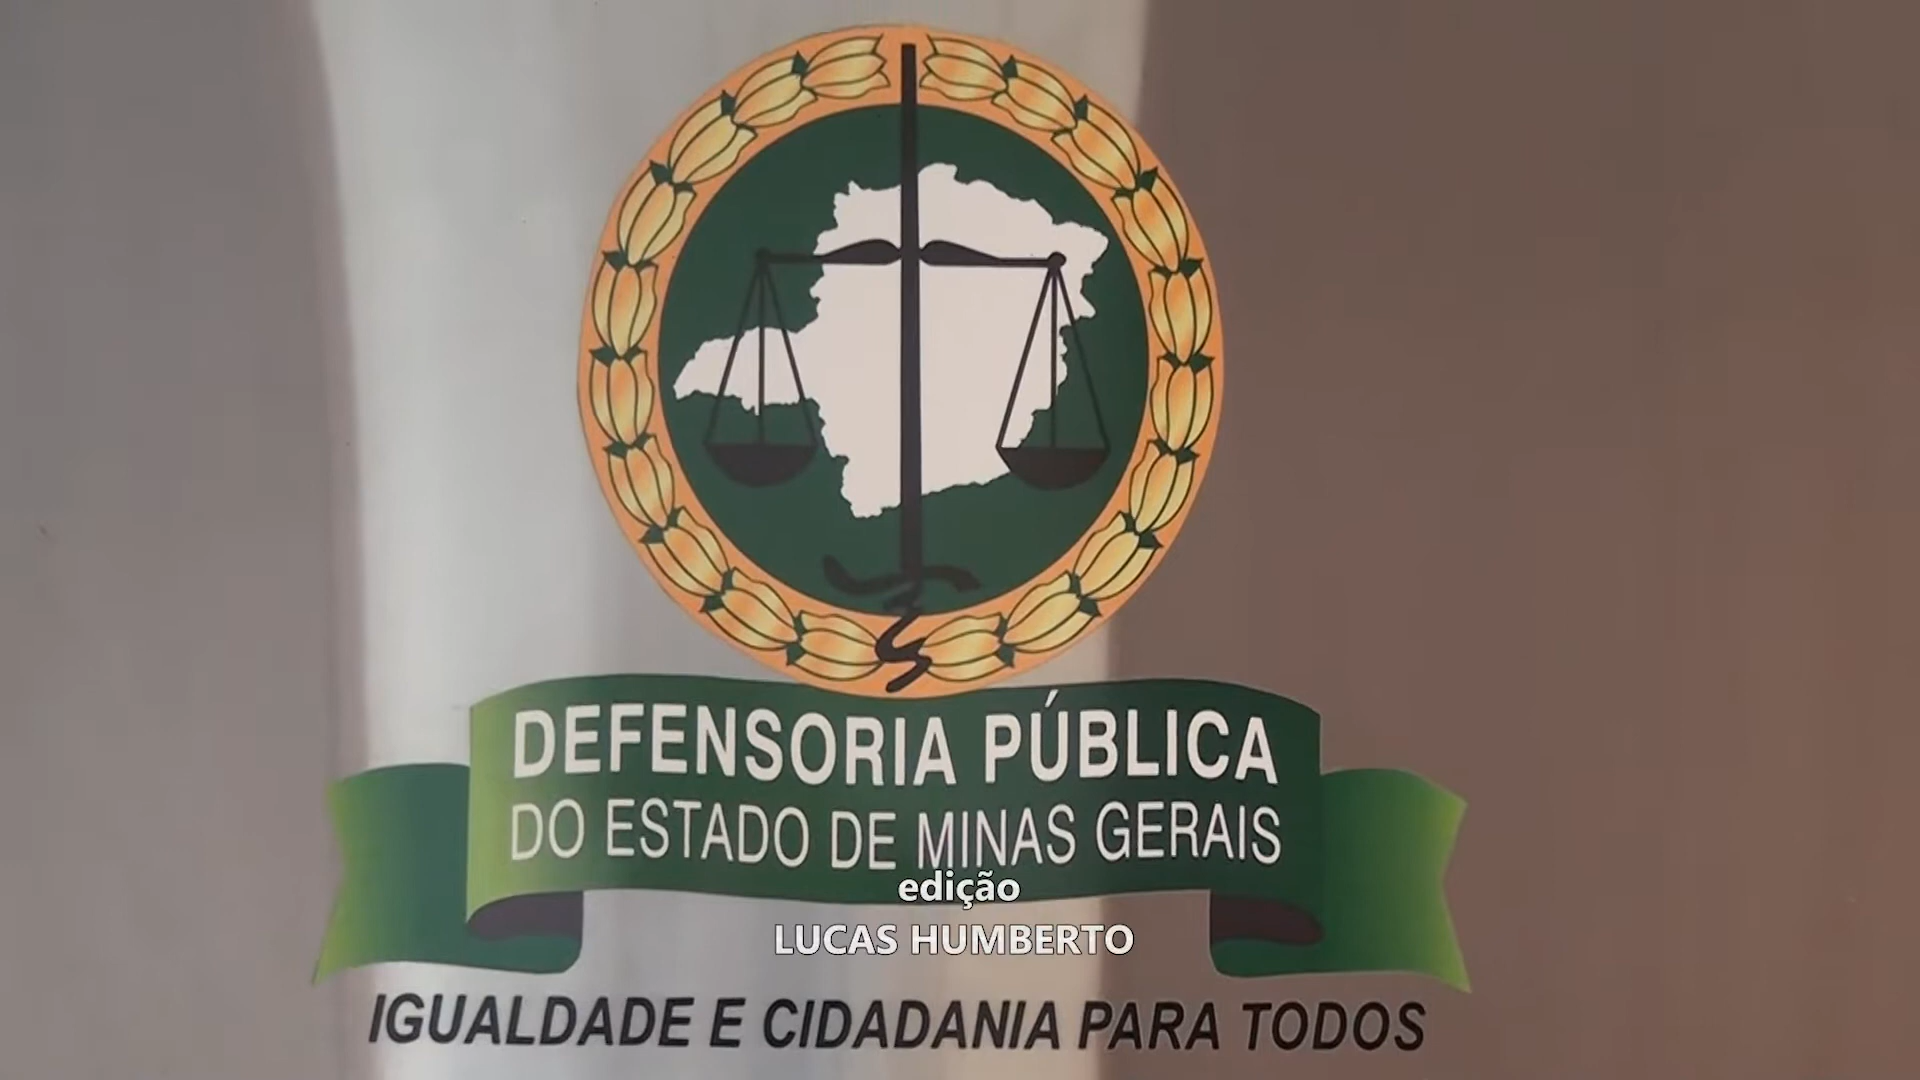 DEFENSORIA PÚBLICA
DO ESTADO DE MINAS GERAIS
edição
LUCAS HUMBERTO
IGUALDADE E CIDADANIA PARA TODOS